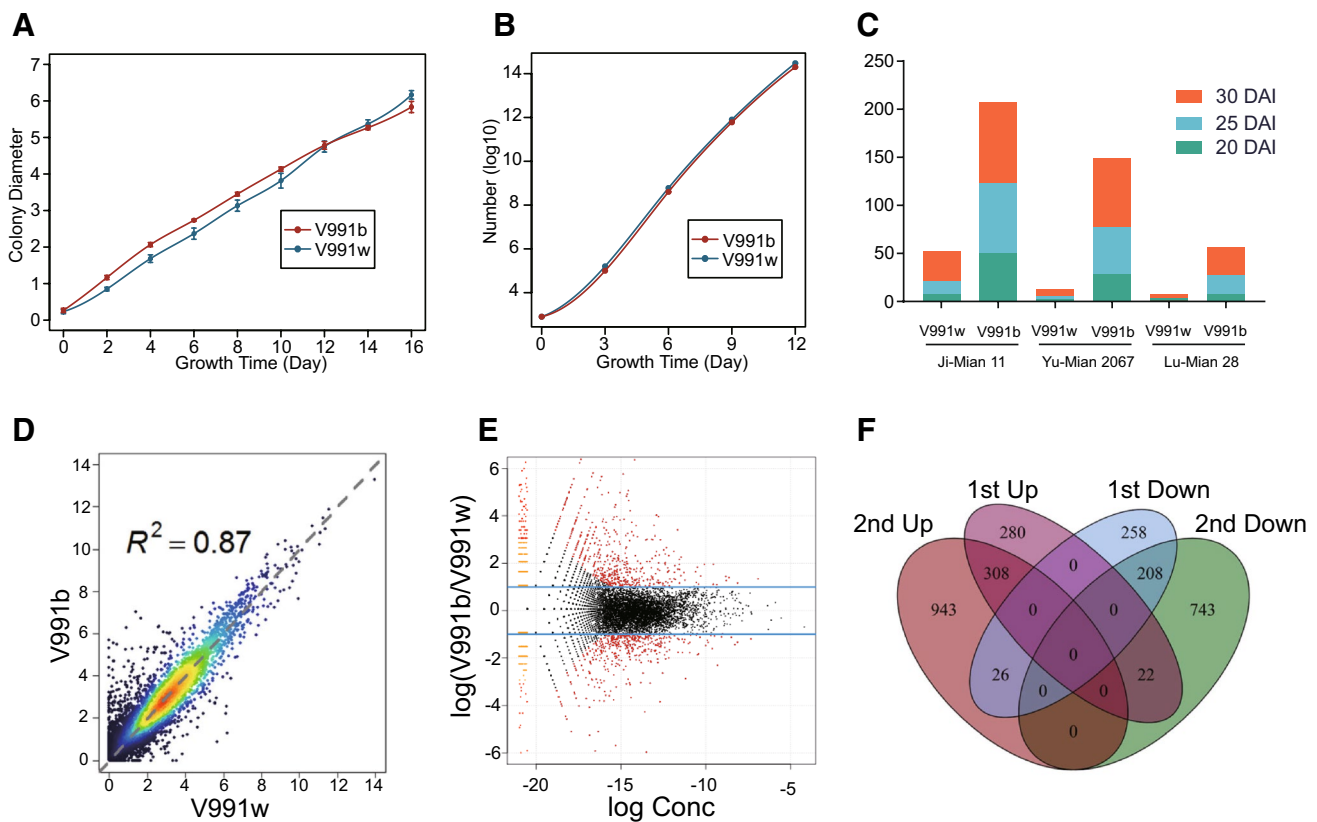 A
Colony Diameter
7
6
5
4
3
2
1
0
V991b
V991w
0 2 4 6 8 10 12 14 16
Growth Time (Day)
B
Number (log10)
14
12
10
8
6
4
V991b
V991w
0 3 6 9 12
Growth Time (Day)
C
250
200
150
100
50
0
30 DAI
25 DAI
20 DAI
V991w V991b V991w V991b V991w V991b
Ji-Mian 11 Yu-Mian 2067 Lu-Mian 28
D
V991b
14
12
10
8
6
4
2
0
R² = 0.87
0 2 4 6 8 10 12 14
V991w
E
log(V991b/V991w)
6
4
2
0
-2
-4
-6
-20 -15 -10 -5
log Conc
F
1st Up 1st Down
2nd Up 2nd Down
280 258
308 0 208
943 0 0 743
0
26 0 0 22
0